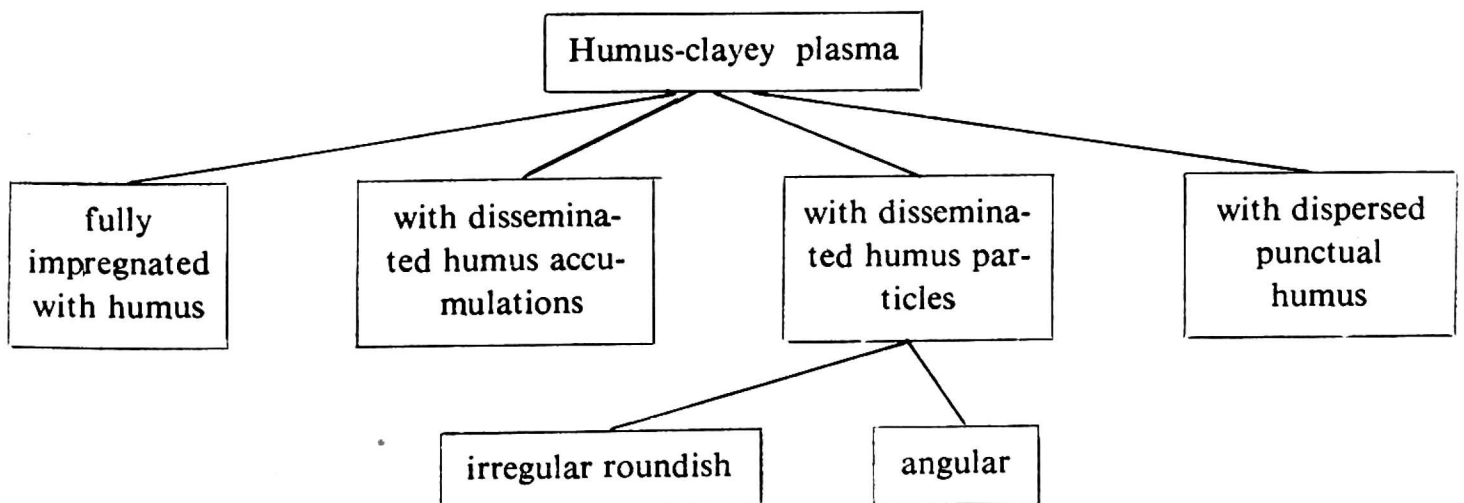 Humus-clayey plasma
fully
impregnated
with humus
with dissemina-
ted humus accu-
mulations
with dissemina-
ted humus par-
ticles
with dispersed
punctual
humus
irregular roundish
angular